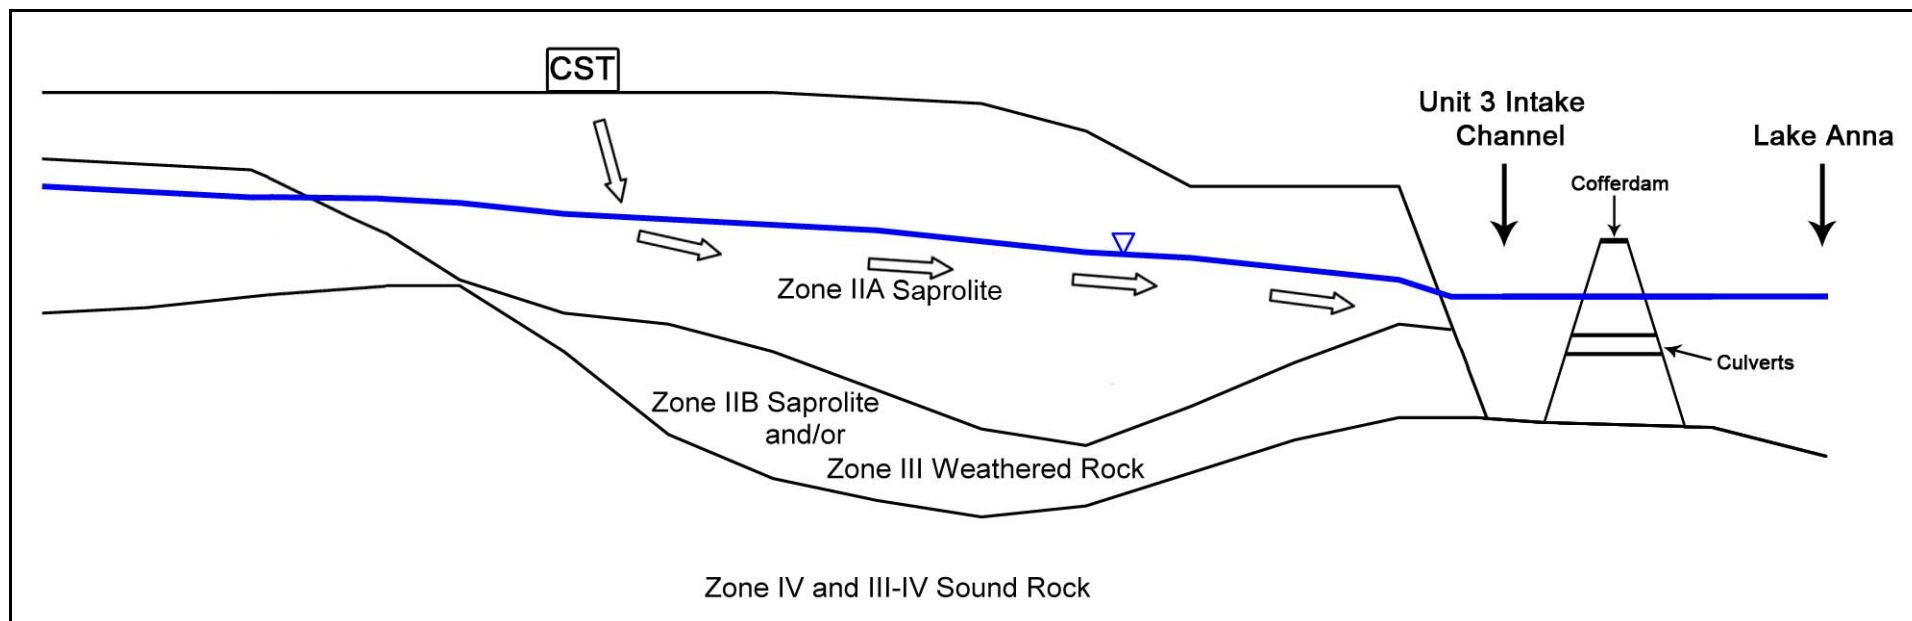 CST
Unit 3 Intake
Channel
Lake Anna
Cofferdam
Zone IIA Saprolite
Culverts
Zone IIB Saprolite
and/or
Zone III Weathered Rock
Zone IV and III-IV Sound Rock